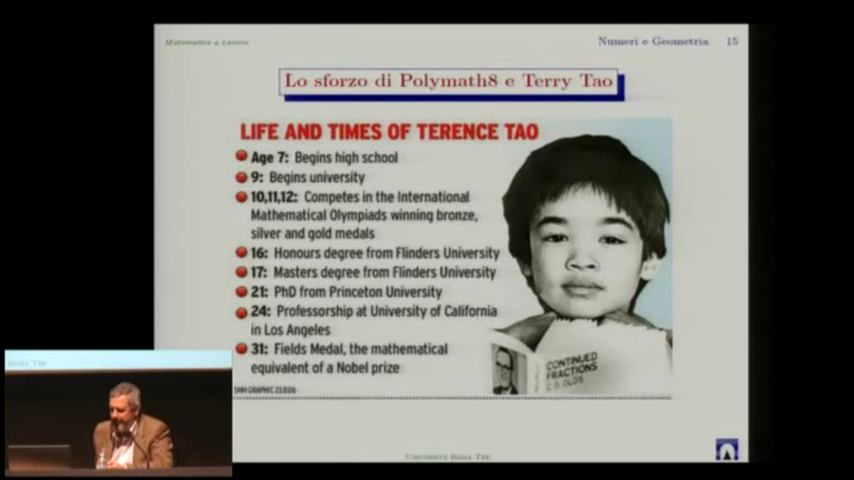 Matematici a Lavoro
Numeri e Geometria 15
Lo sforzo di Polymath8 e Terry Tao
LIFE AND TIMES OF TERENCE TAO
Age 7: Begins high school
9: Begins university
10,11,12: Competes in the International
Mathematical Olympiads winning bronze,
silver and gold medals
16: Honours degree from Flinders University
17: Masters degree from Flinders University
21: PhD from Princeton University
24: Professorship at University of California
in Los Angeles
31: Fields Medal, the mathematical
equivalent of a Nobel prize
CONTINUED
FRACTIONS
C. D. OLDS
SMH GRAPHIC 23.8.06
Università Roma Tre
Roma Tre